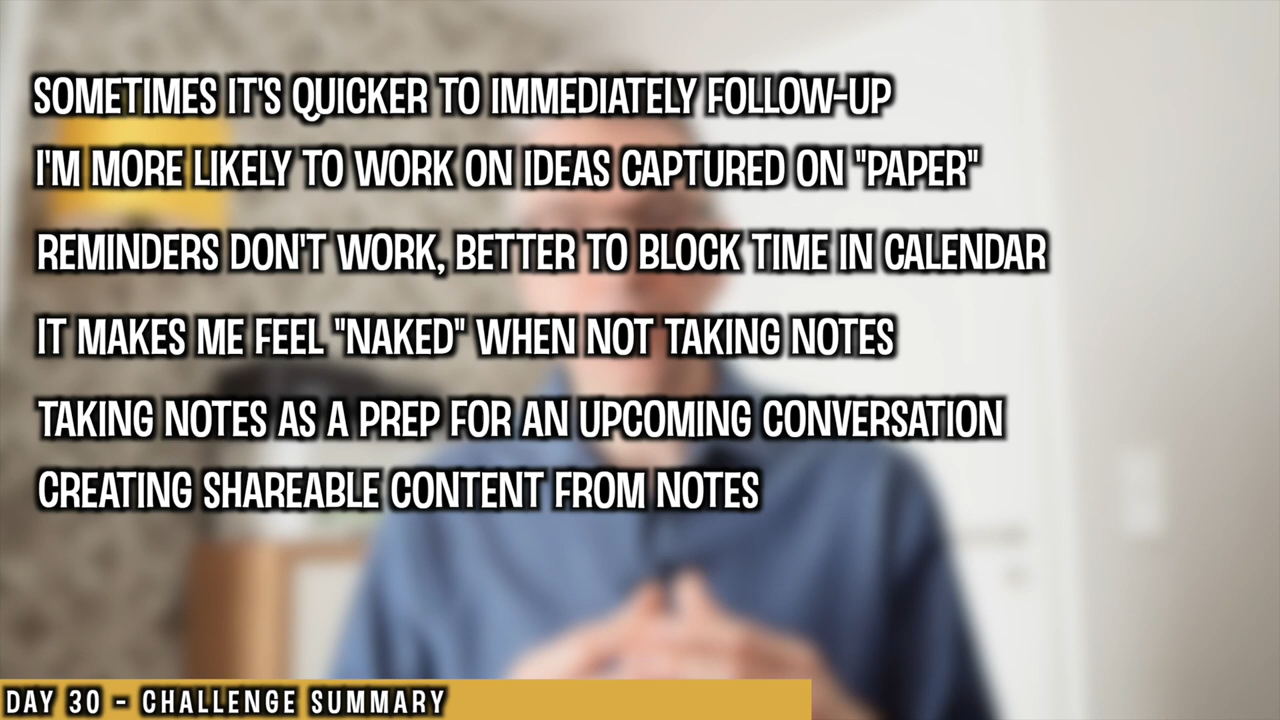 SOMETIMES IT'S QUICKER TO IMMEDIATELY FOLLOW-UP
I'M MORE LIKELY TO WORK ON IDEAS CAPTURED ON "PAPER"
REMINDERS DON'T WORK, BETTER TO BLOCK TIME IN CALENDAR
IT MAKES ME FEEL "NAKED" WHEN NOT TAKING NOTES
TAKING NOTES AS A PREP FOR AN UPCOMING CONVERSATION
CREATING SHAREABLE CONTENT FROM NOTES
DAY 30 - CHALLENGE SUMMARY